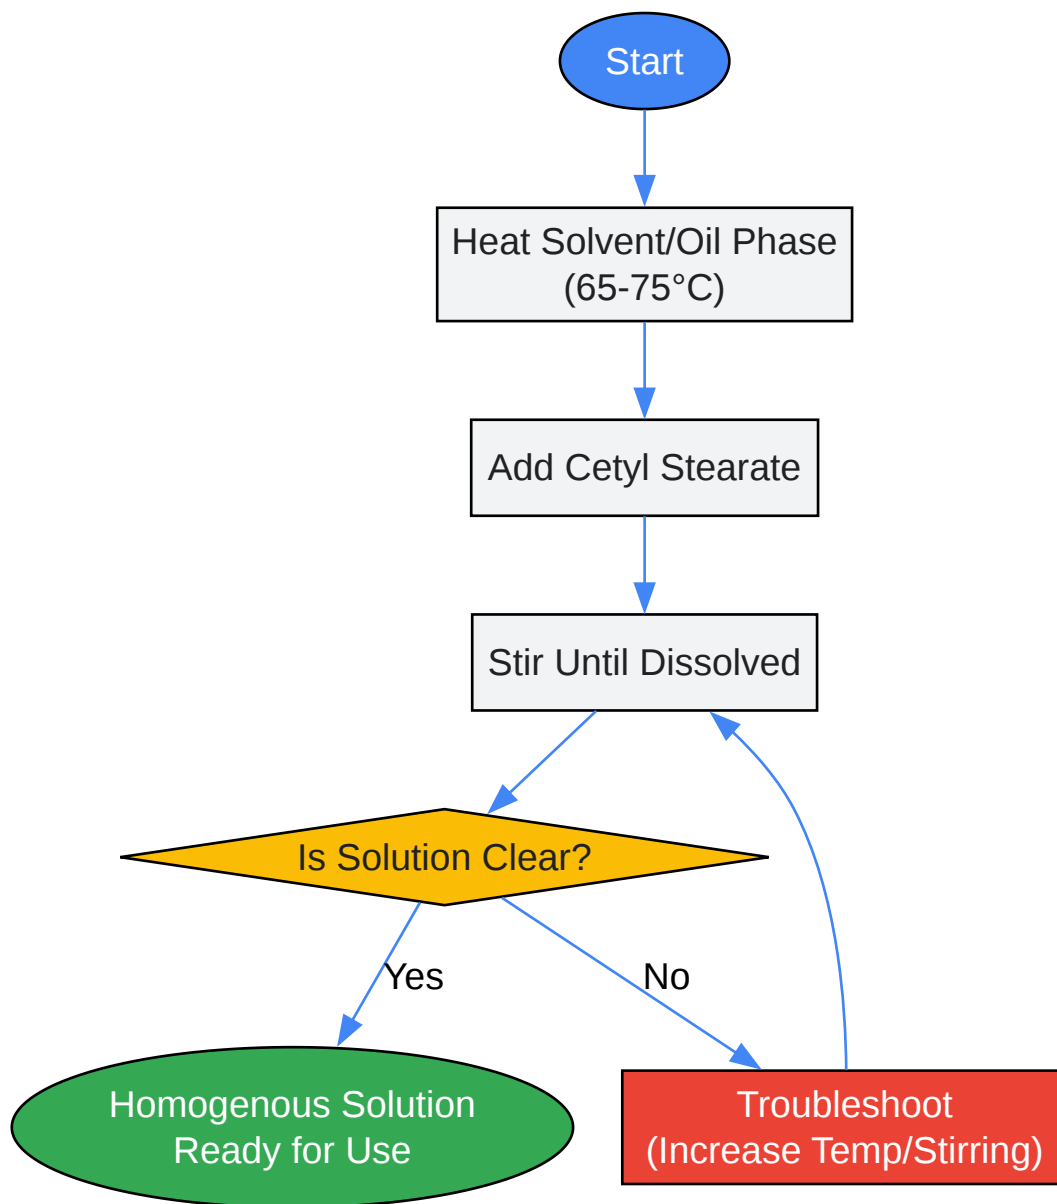 Start
Heat Solvent/Oil Phase
(65-75°C)
Add Cetyl Stearate
Stir Until Dissolved
Is Solution Clear?
Yes
No
Homogenous Solution
Ready for Use
Troubleshoot
(Increase Temp/Stirring)